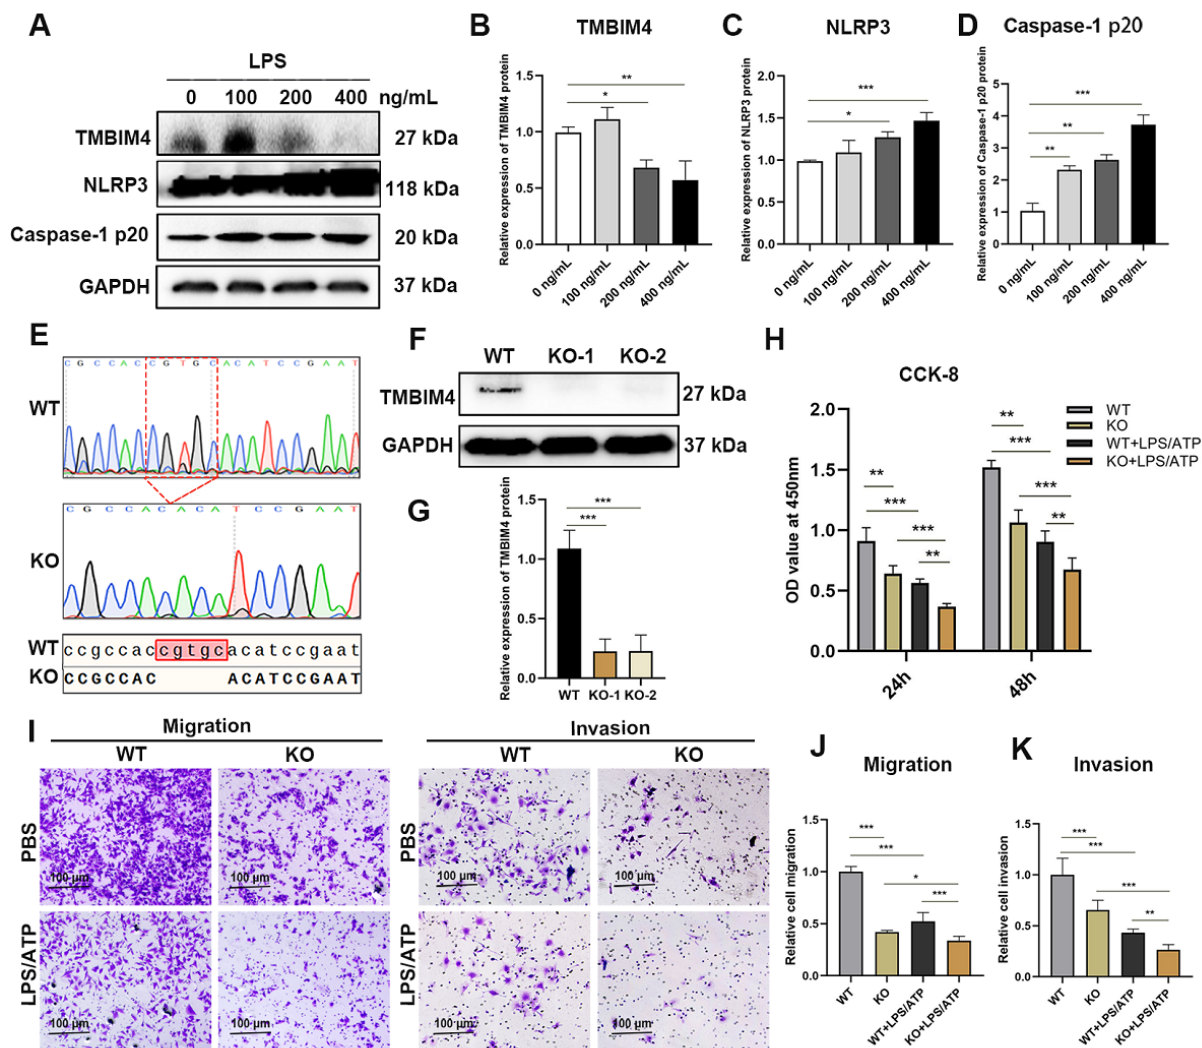 A
LPS
0 100 200 400 ng/mL
TMBIM4 27 kDa
NLRP3 118 kDa
Caspase-1 p20 20 kDa
GAPDH 37 kDa
B
TMBIM4
Relative expression of TMBIM4 protein
2.0
** 
1.5
*
1.0
0.5
0.0
0 ng/mL
100 ng/mL
200 ng/mL
400 ng/mL
C
NLRP3
Relative expression of NLRP3 protein
2.0
***
1.5
*
1.0
0.5
0.0
0 ng/mL
100 ng/mL
200 ng/mL
400 ng/mL
D
Caspase-1 p20
Relative expression of Caspase-1 p20 protein
5
***
4
**
3
**
2
1
0
0 ng/mL
100 ng/mL
200 ng/mL
400 ng/mL
E
C G C C A C C G T G C A C A T C C G A A T
WT
C G C C A C A C A T C C G A A T
KO
WT ccgccaccgtgcacatccgaat
KO CCGCCAC ACATCCGAAT
F
WT KO-1 KO-2
TMBIM4 27 kDa
GAPDH 37 kDa
G
Relative expression of TMBIM4 protein
1.5
***
***
1.0
0.5
0.0
WT KO-1 KO-2
H
CCK-8
OD value at 450nm
2.0
1.5
1.0
0.5
0.0
** *** *** **
** *** *** **
24h 48h
WT
KO
WT+LPS/ATP
KO+LPS/ATP
I
Migration Invasion
WT KO WT KO
PBS
100 μm 100 μm 100 μm 100 μm
LPS/ATP
100 μm 100 μm 100 μm 100 μm
PBS
LPS/ATP
J
Migration
Relative cell migration
1.5
1.0
0.5
0.0
***
***
*
***
WT
KO
WT+LPS/ATP
KO+LPS/ATP
K
Invasion
Relative cell invasion
1.5
1.0
0.5
0.0
***
***
***
**
WT
KO
WT+LPS/ATP
KO+LPS/ATP